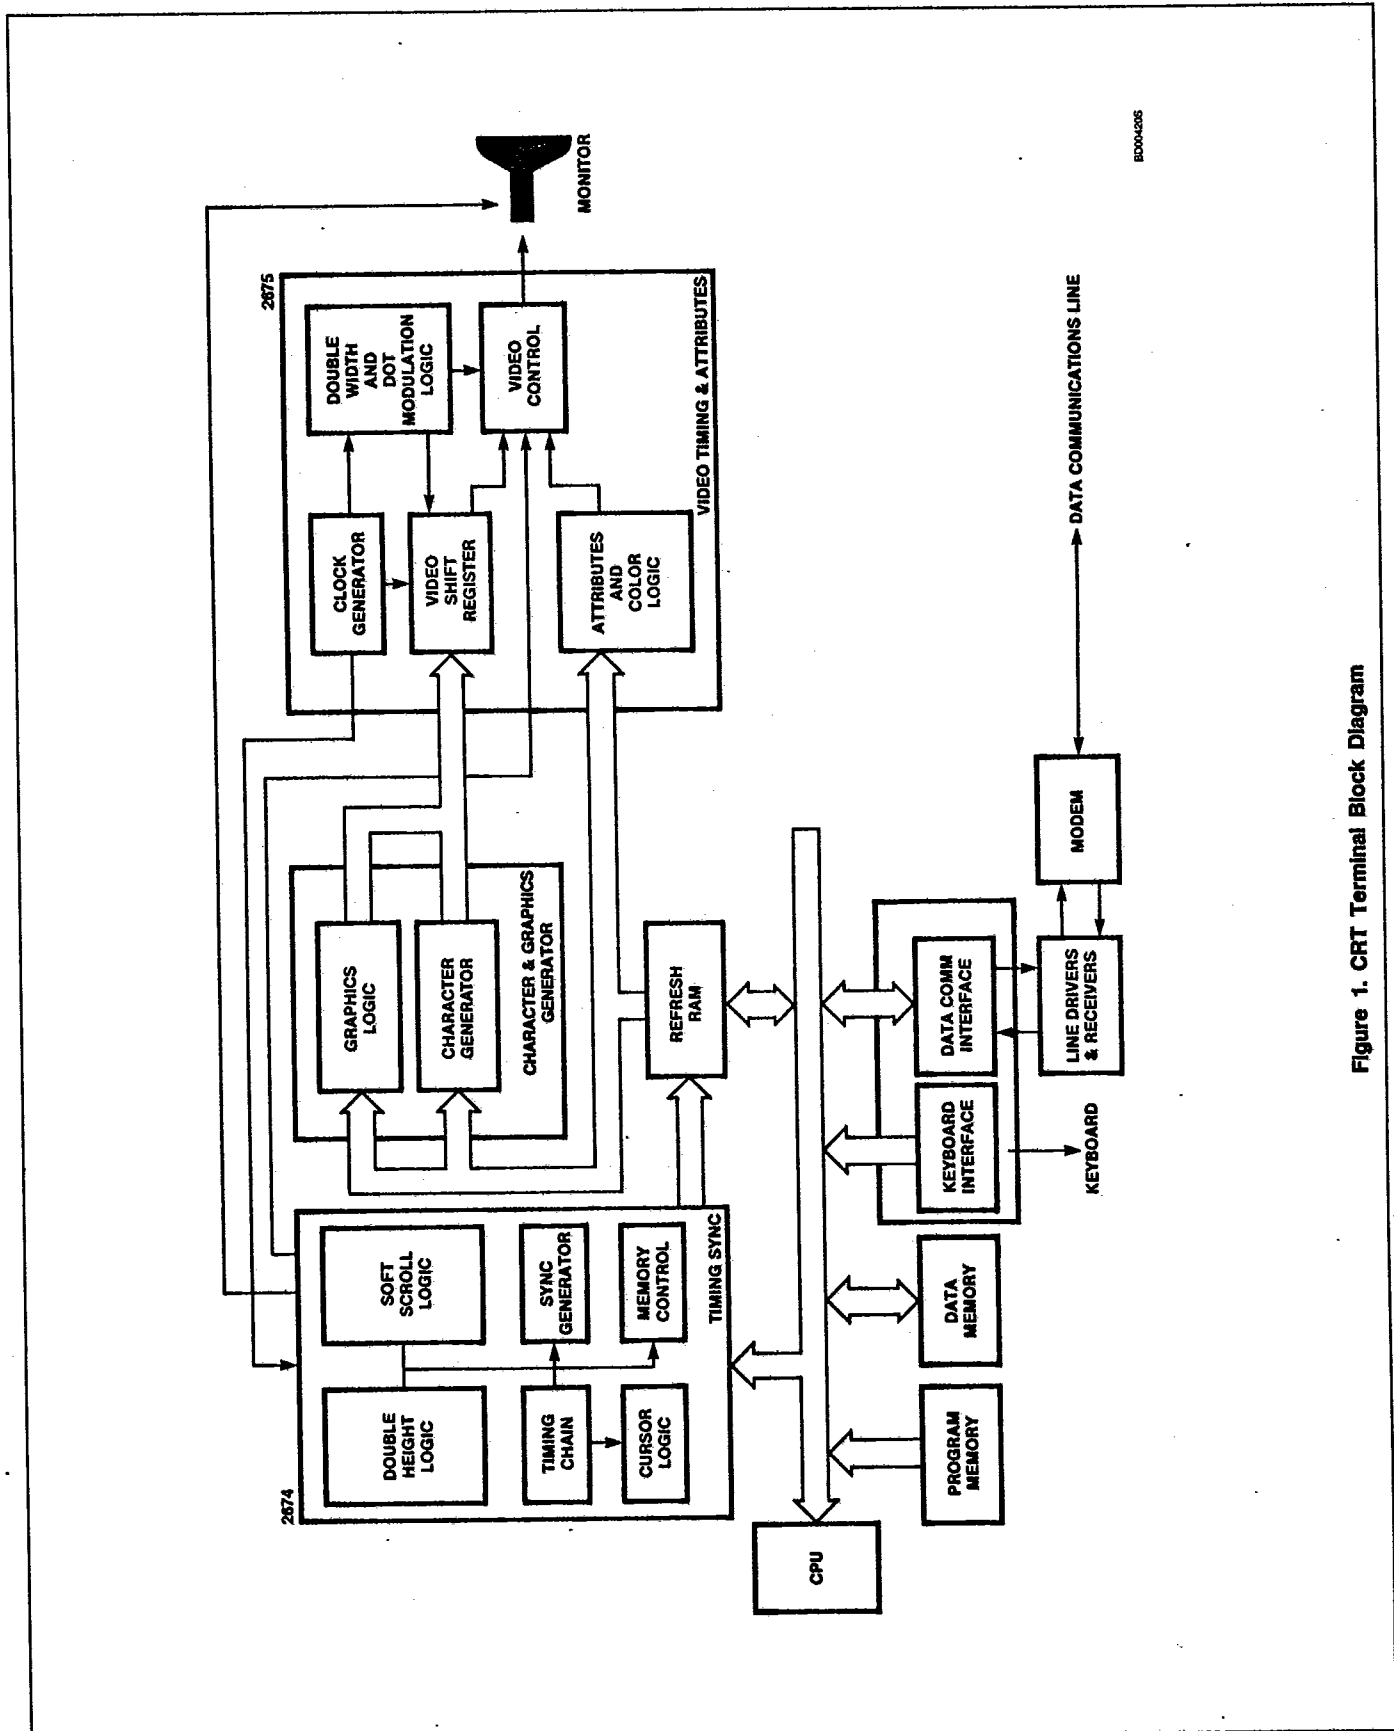 2674
DOUBLE
HEIGHT
LOGIC
SOFT
SCROLL
LOGIC
TIMING
CHAIN
SYNC
GENERATOR
CURSOR
LOGIC
MEMORY
CONTROL
TIMING SYNC
GRAPHICS
LOGIC
CHARACTER
GENERATOR
CHARACTER & GRAPHICS
GENERATOR
REFRESH
RAM
2675
CLOCK
GENERATOR
DOUBLE
WIDTH
AND
DOT
MODULATION
LOGIC
VIDEO
SHIFT
REGISTER
VIDEO
CONTROL
ATTRIBUTES
AND
COLOR
LOGIC
VIDEO TIMING & ATTRIBUTES
MONITOR
CPU
PROGRAM
MEMORY
DATA
MEMORY
KEYBOARD
INTERFACE
DATA COMM
INTERFACE
KEYBOARD
LINE DRIVERS
& RECEIVERS
MODEM
DATA COMMUNICATIONS LINE
BD00420S
Figure 1. CRT Terminal Block Diagram